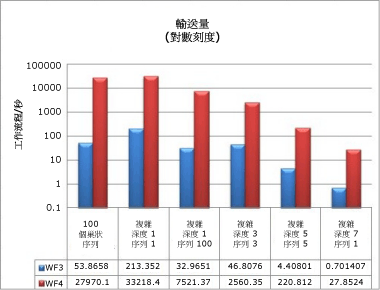 輸送量
(對數刻度)
工作流程/秒
100000
10000
1000
100
10
1
0.1
100
個巢狀
序列
複雜
深度 1
序列 1
複雜
深度 1
序列 100
複雜
深度 3
序列 3
複雜
深度 5
序列 5
複雜
深度 7
序列 1
WF3 53.8658 213.352 32.9651 46.8076 4.40801 0.701407
WF4 27970.1 33218.4 7521.37 2560.35 220.812 27.8524